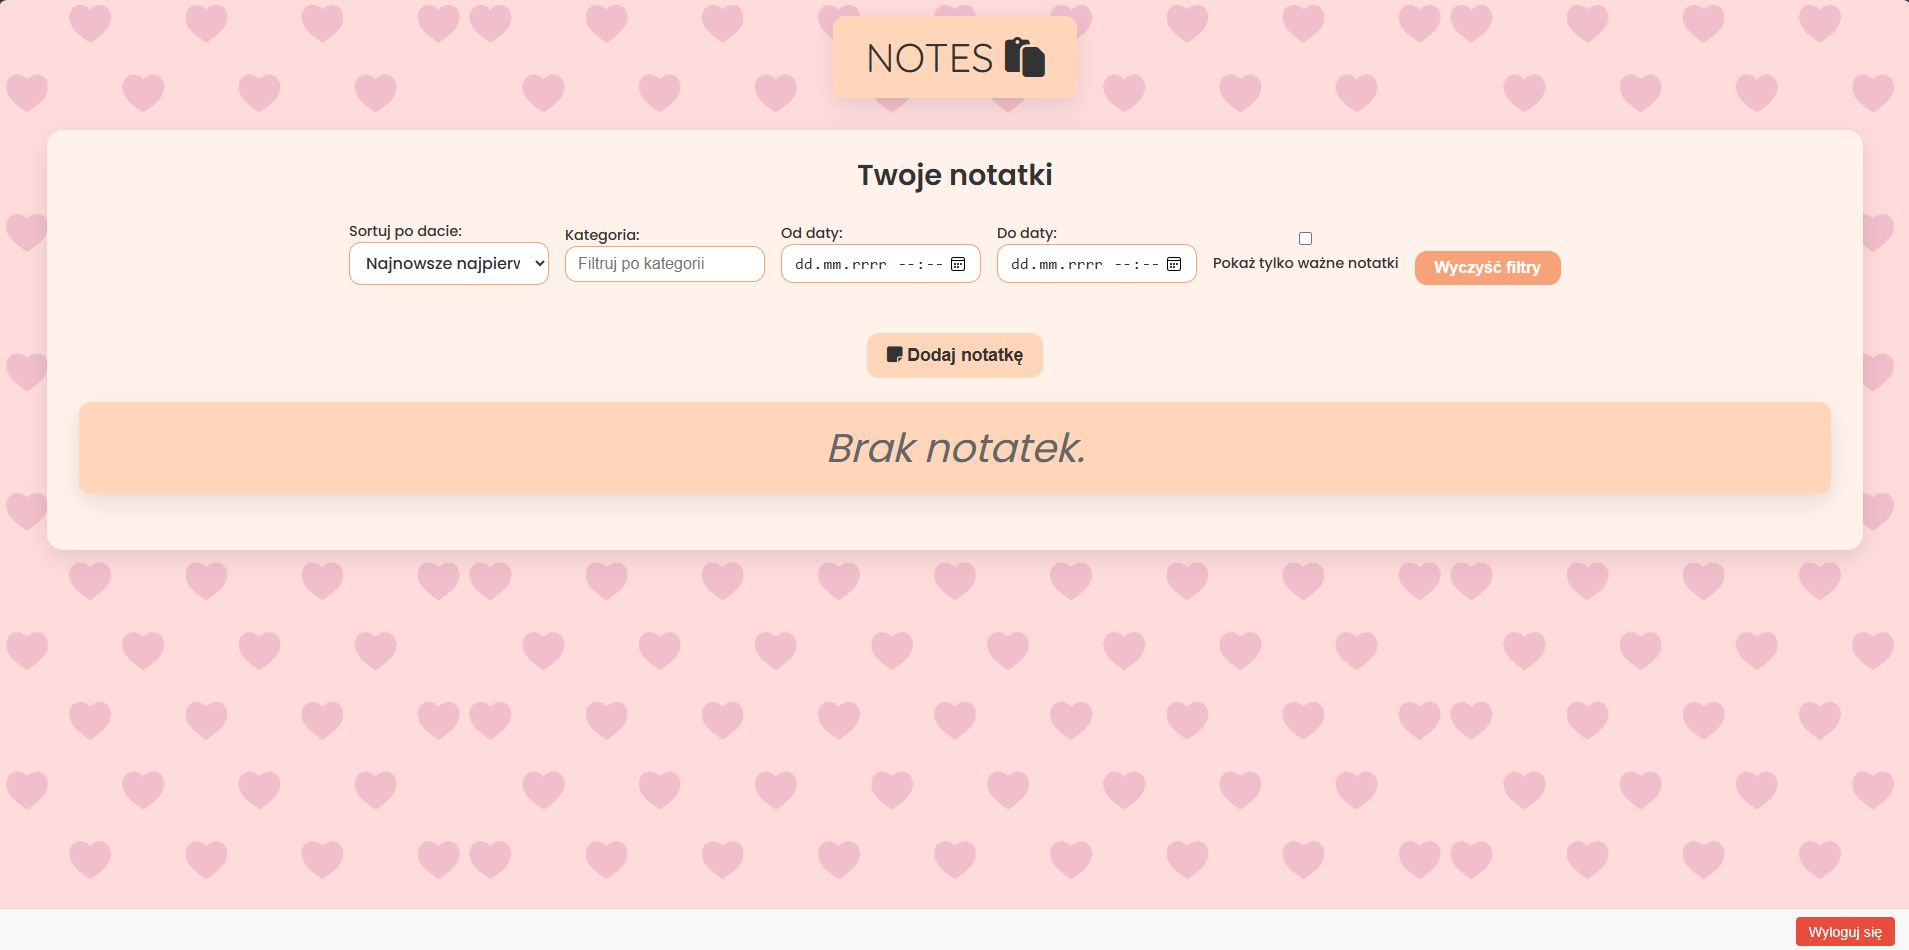 NOTES
Twoje notatki
Sortuj po dacie:
Najnowsze najpierw
Kategoria:
Filtruj po kategorii
Od daty:
dd.mm.rrrr --:--
Do daty:
dd.mm.rrrr --:--
Pokaż tylko ważne notatki
Wyczyść filtry
Dodaj notatkę
Brak notatek.
Wyloguj się